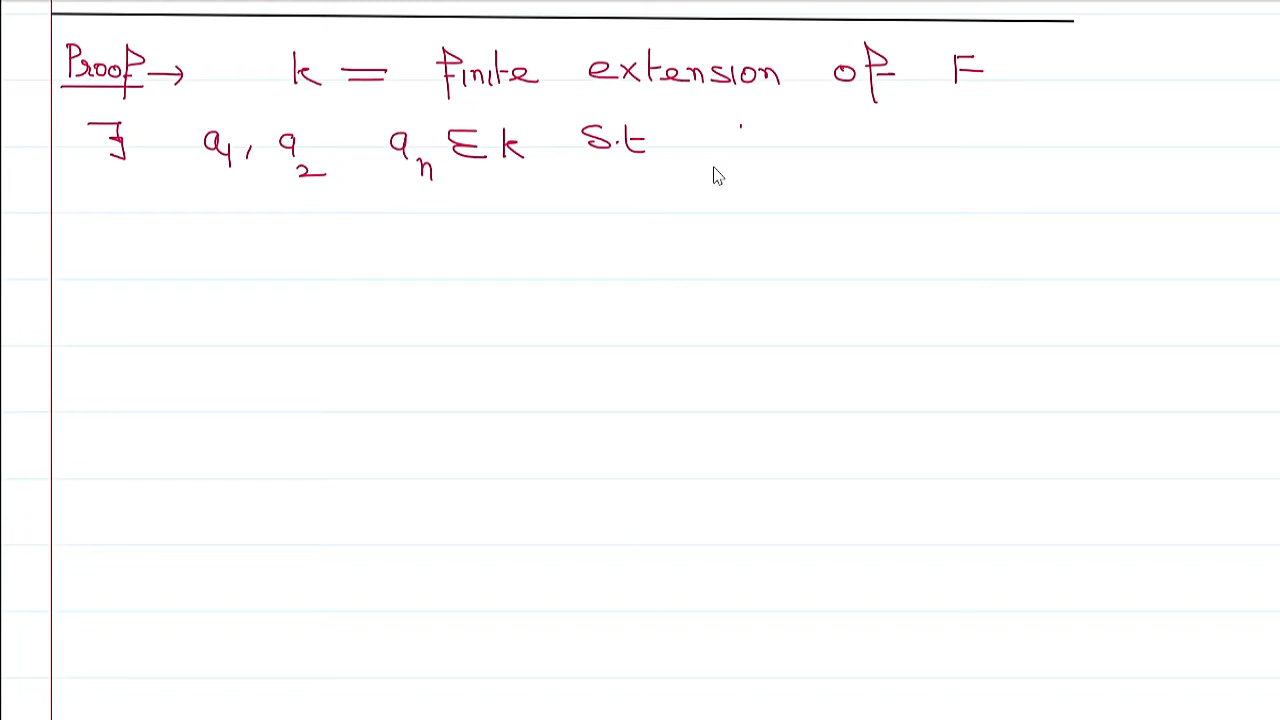 Proof → k = finite extension of F
∃ a₁, a₂ aₙ Σ k S.t